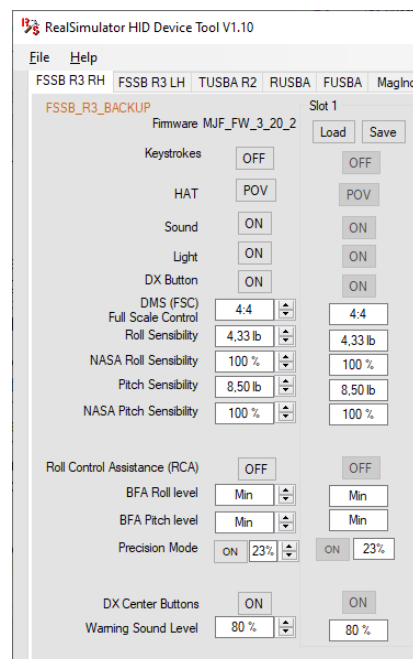 RealSimulator HID Device Tool V1.10
File Help
FSSB R3 RH FSSB R3 LH TUSBA R2 RUSBA FUSBA MagInd
FSSB_R3_BACKUP Slot 1
Firmware MJF_FW_3_20_2 Load Save
Keystrokes OFF OFF
HAT POV POV
Sound ON ON
Light ON ON
DX Button ON ON
DMS (FSC)
Full Scale Control 4:4 4:4
Roll Sensibility 4,33 lb 4,33 lb
NASA Roll Sensibility 100 % 100 %
Pitch Sensibility 8,50 lb 8,50 lb
NASA Pitch Sensibility 100 % 100 %
Roll Control Assistance (RCA) OFF OFF
BFA Roll level Min Min
BFA Pitch level Min Min
Precision Mode ON 23% ON 23%
DX Center Buttons ON ON
Warning Sound Level 80 % 80 %